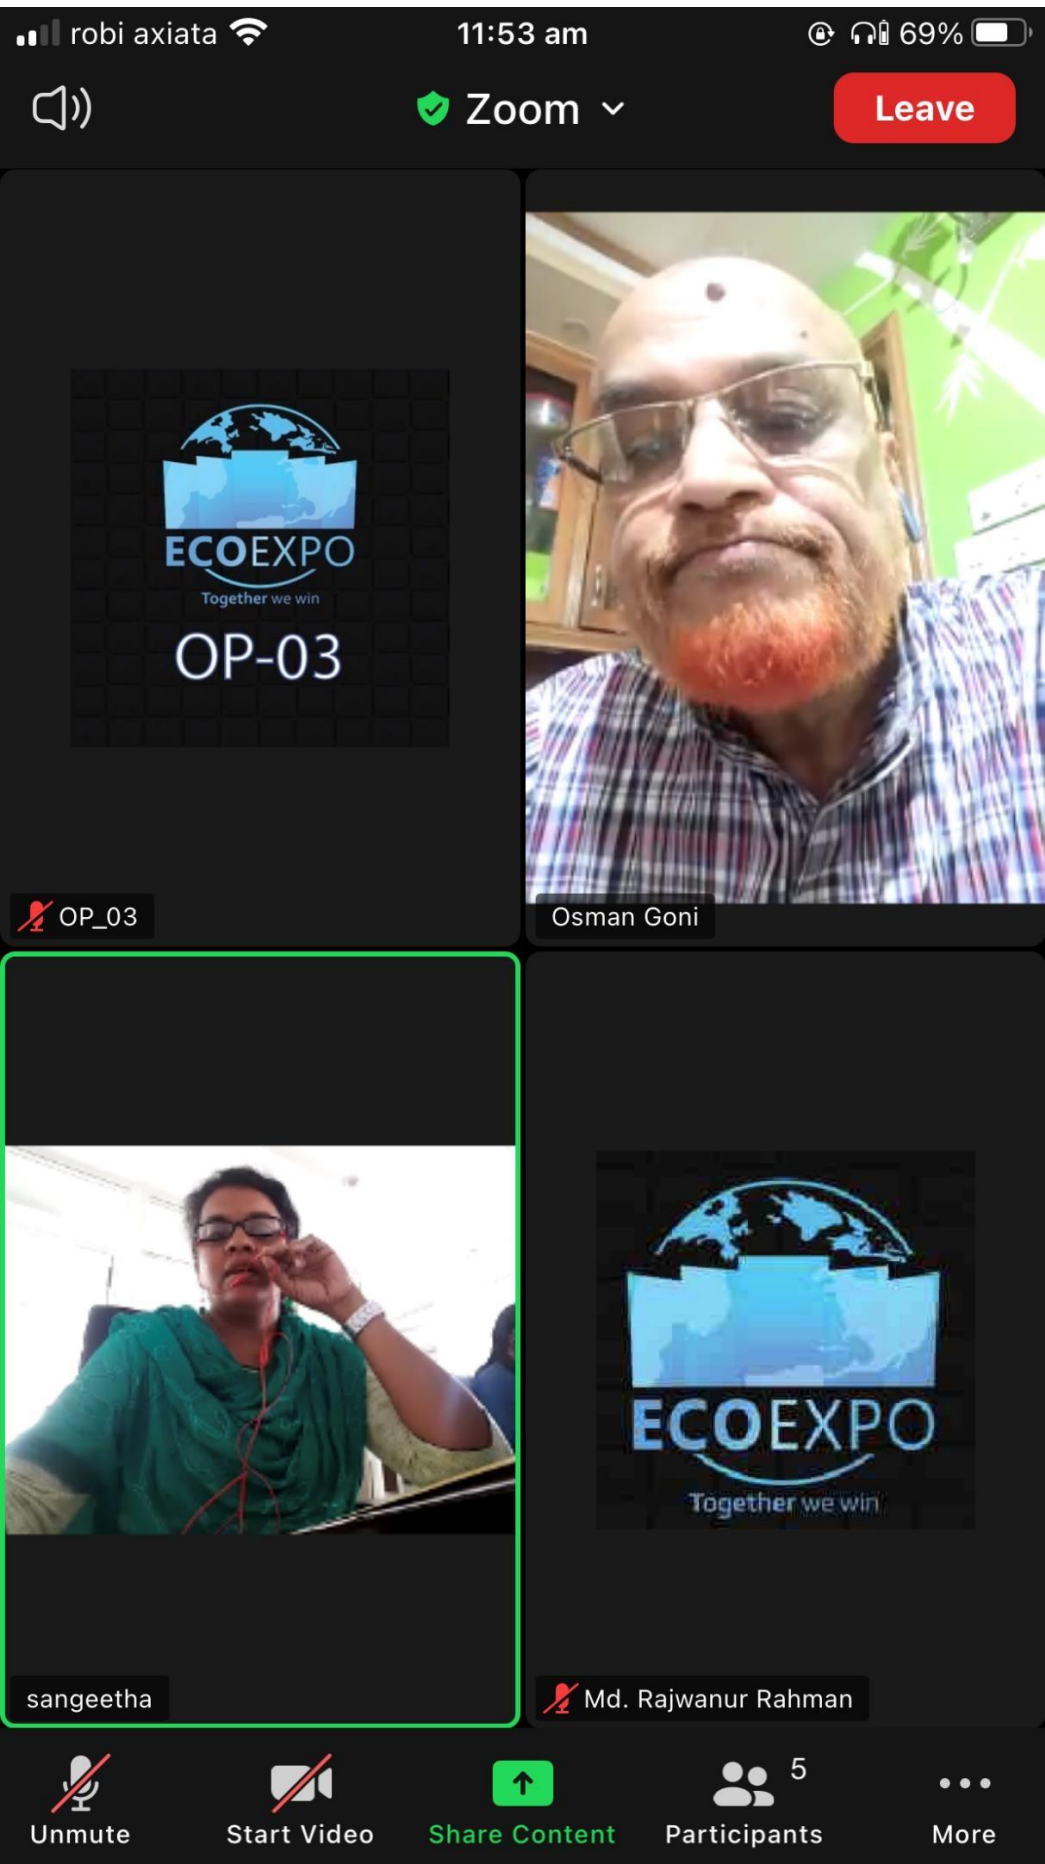 robi axiata
11:53 am
69%
Zoom
Leave
ECOEXPO
Together we win
OP-03
OP_03
Osman Goni
sangeetha
ECOEXPO
Together we win
Md. Rajwanur Rahman
Unmute
Start Video
Share Content
5
Participants
More